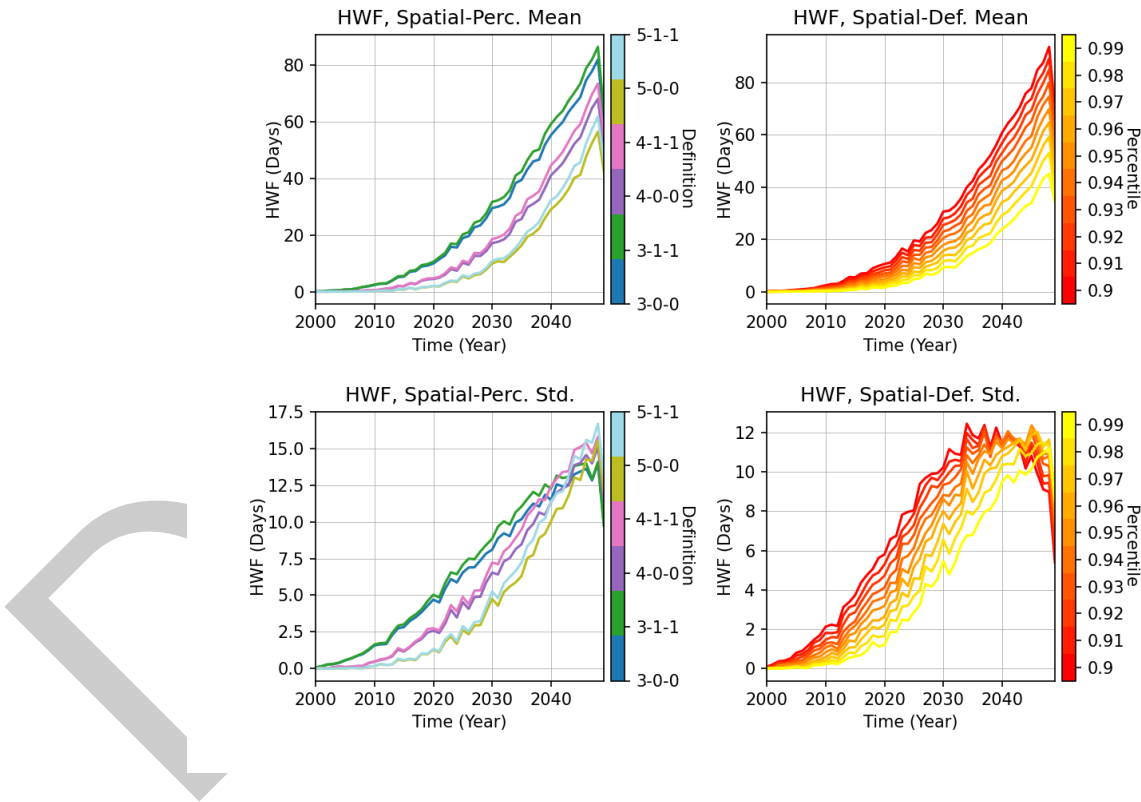 HWF, Spatial-Perc. Mean
HWF (Days)
80
60
40
20
0
2000 2010 2020 2030 2040
Time (Year)
5-1-1
5-0-0
4-1-1
4-0-0
3-1-1
3-0-0
Definition
HWF, Spatial-Def. Mean
HWF (Days)
80
60
40
20
0
2000 2010 2020 2030 2040
Time (Year)
0.99
0.98
0.97
0.96
0.95
0.94
0.93
0.92
0.91
0.9
Percentile
HWF, Spatial-Perc. Std.
HWF (Days)
17.5
15.0
12.5
10.0
7.5
5.0
2.5
0.0
2000 2010 2020 2030 2040
Time (Year)
5-1-1
5-0-0
4-1-1
4-0-0
3-1-1
3-0-0
Definition
HWF, Spatial-Def. Std.
HWF (Days)
12
10
8
6
4
2
0
2000 2010 2020 2030 2040
Time (Year)
0.99
0.98
0.97
0.96
0.95
0.94
0.93
0.92
0.91
0.9
Percentile